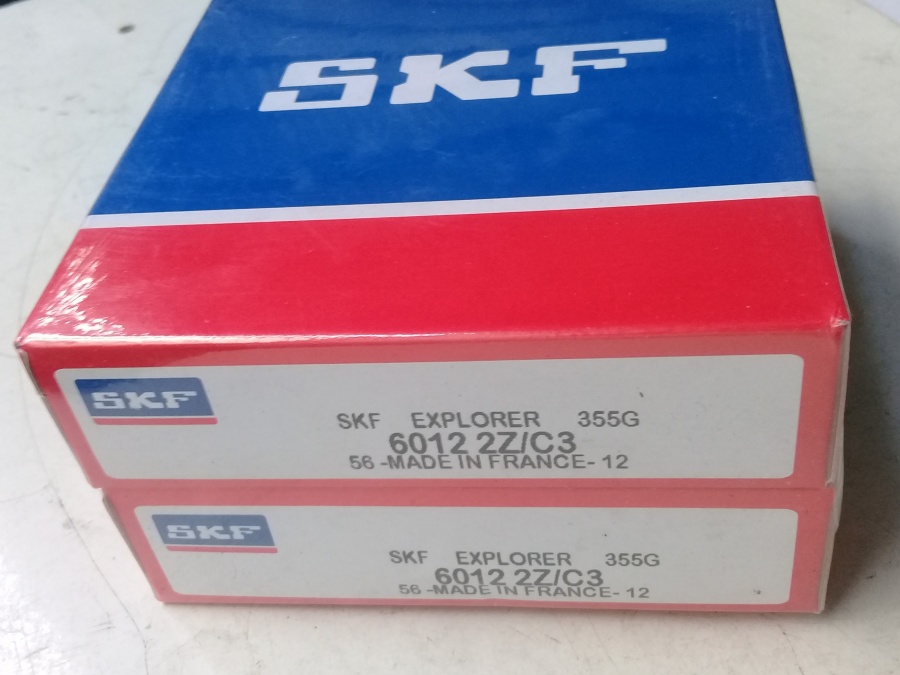 SKF
SKF
SKF EXPLORER 355G
6012 2Z/C3
56 -MADE IN FRANCE- 12
SKF
SKF EXPLORER 355G
6012 2Z/C3
56 -MADE IN FRANCE- 12